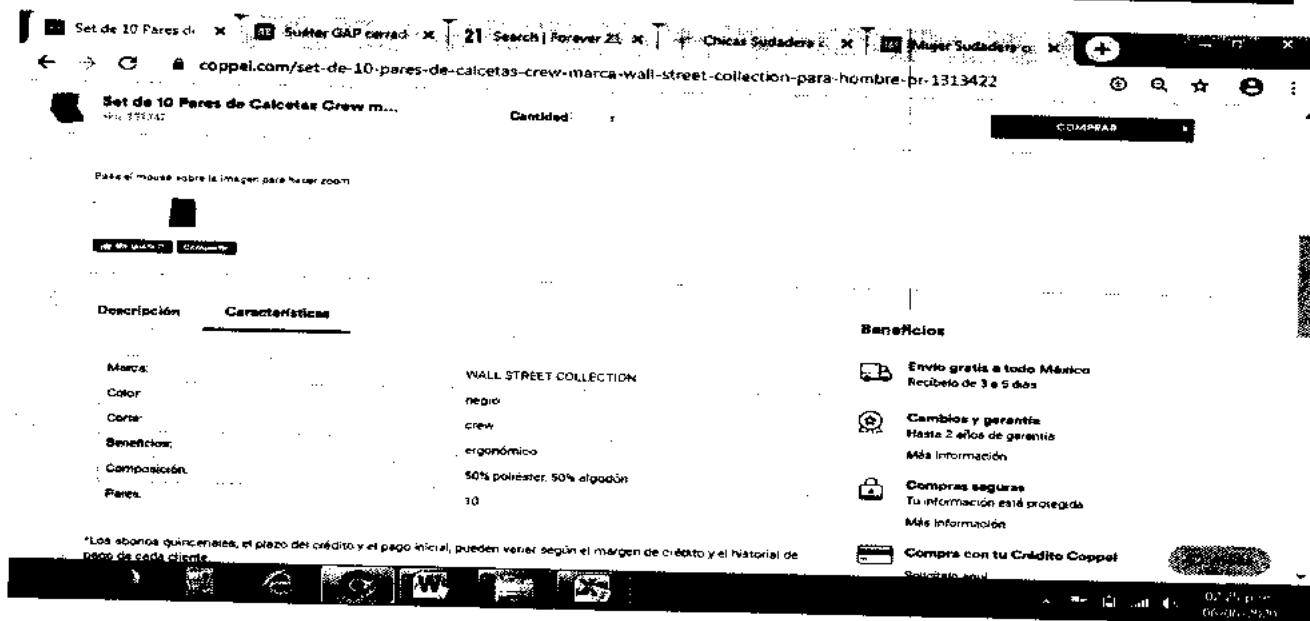 Set de 10 Pares de
Suéter GAP cerrad
21 Search | Forever 21
Chicas Sudadera
Mujer Sudadera
coppel.com/set-de-10-pares-de-calcetas-crew-marca-wall-street-collection-para-hombre-pr-1313422
Set de 10 Pares de Calcetas Crew m...
Cantidad:
COMPRAR
Pasa el mouse sobre la imagen para hacer zoom
Compartir
Descripción
Características
Marca:
WALL STREET COLLECTION
Color
negro
Corte:
crew
Beneficios:
ergonómico
Composición:
50% poliéster, 50% algodón
Pares:
10
Beneficios
Envío gratis a todo México
Recíbelo de 3 a 5 días
Cambios y garantía
Hasta 2 años de garantía
Más Información
Compras seguras
Tu información está protegida
Más Información
Compra con tu Crédito Coppel
Solicítalo aquí
*Los abonos quincenales, el plazo del crédito y el pago inicial, pueden variar según el margen de crédito y el historial de
pago de cada cliente.